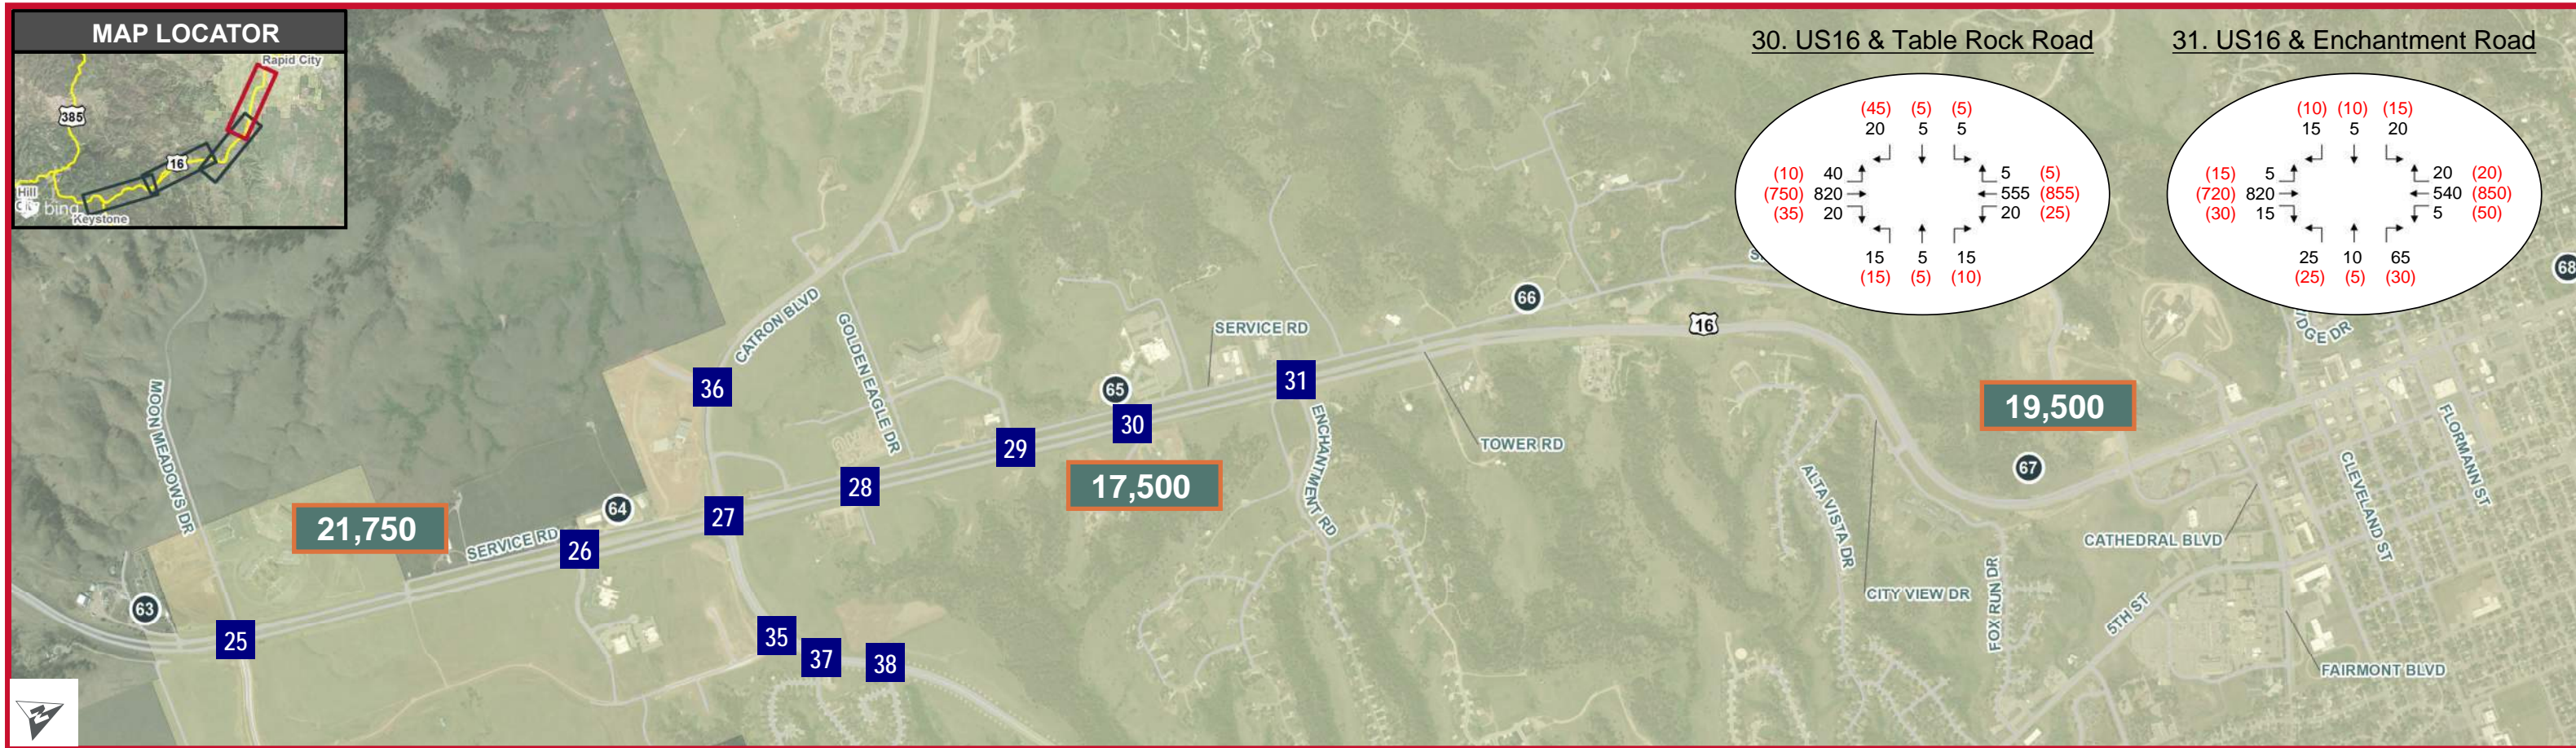 MAP LOCATOR
Rapid City
385
16
Hill
bing
Keystone
30. US16 & Table Rock Road
(45) (5) (5)
20 5 5
(10) 40
(750) 820
(35) 20
5 (5)
555 (855)
20 (25)
15 5 15
(15) (5) (10)
31. US16 & Enchantment Road
(10) (10) (15)
15 5 20
(15) 5
(720) 820
(30) 15
20 (20)
540 (850)
5 (50)
25 10 65
(25) (5) (30)
68
66
16
SERVICE RD
CATRON BLVD
GOLDEN EAGLE DR
36
31
65
30
29
28
27
64
26
SERVICE RD
21,750
17,500
19,500
MOON MEADOWS DR
63
25
35
37
38
ENCHANTMENT RD
TOWER RD
ALTA VISTA DR
CITY VIEW DR
FOX RUN DR
67
CATHEDRAL BLVD
5TH ST
CLEVELAND ST
FLORMANN ST
FAIRMONT BLVD
N